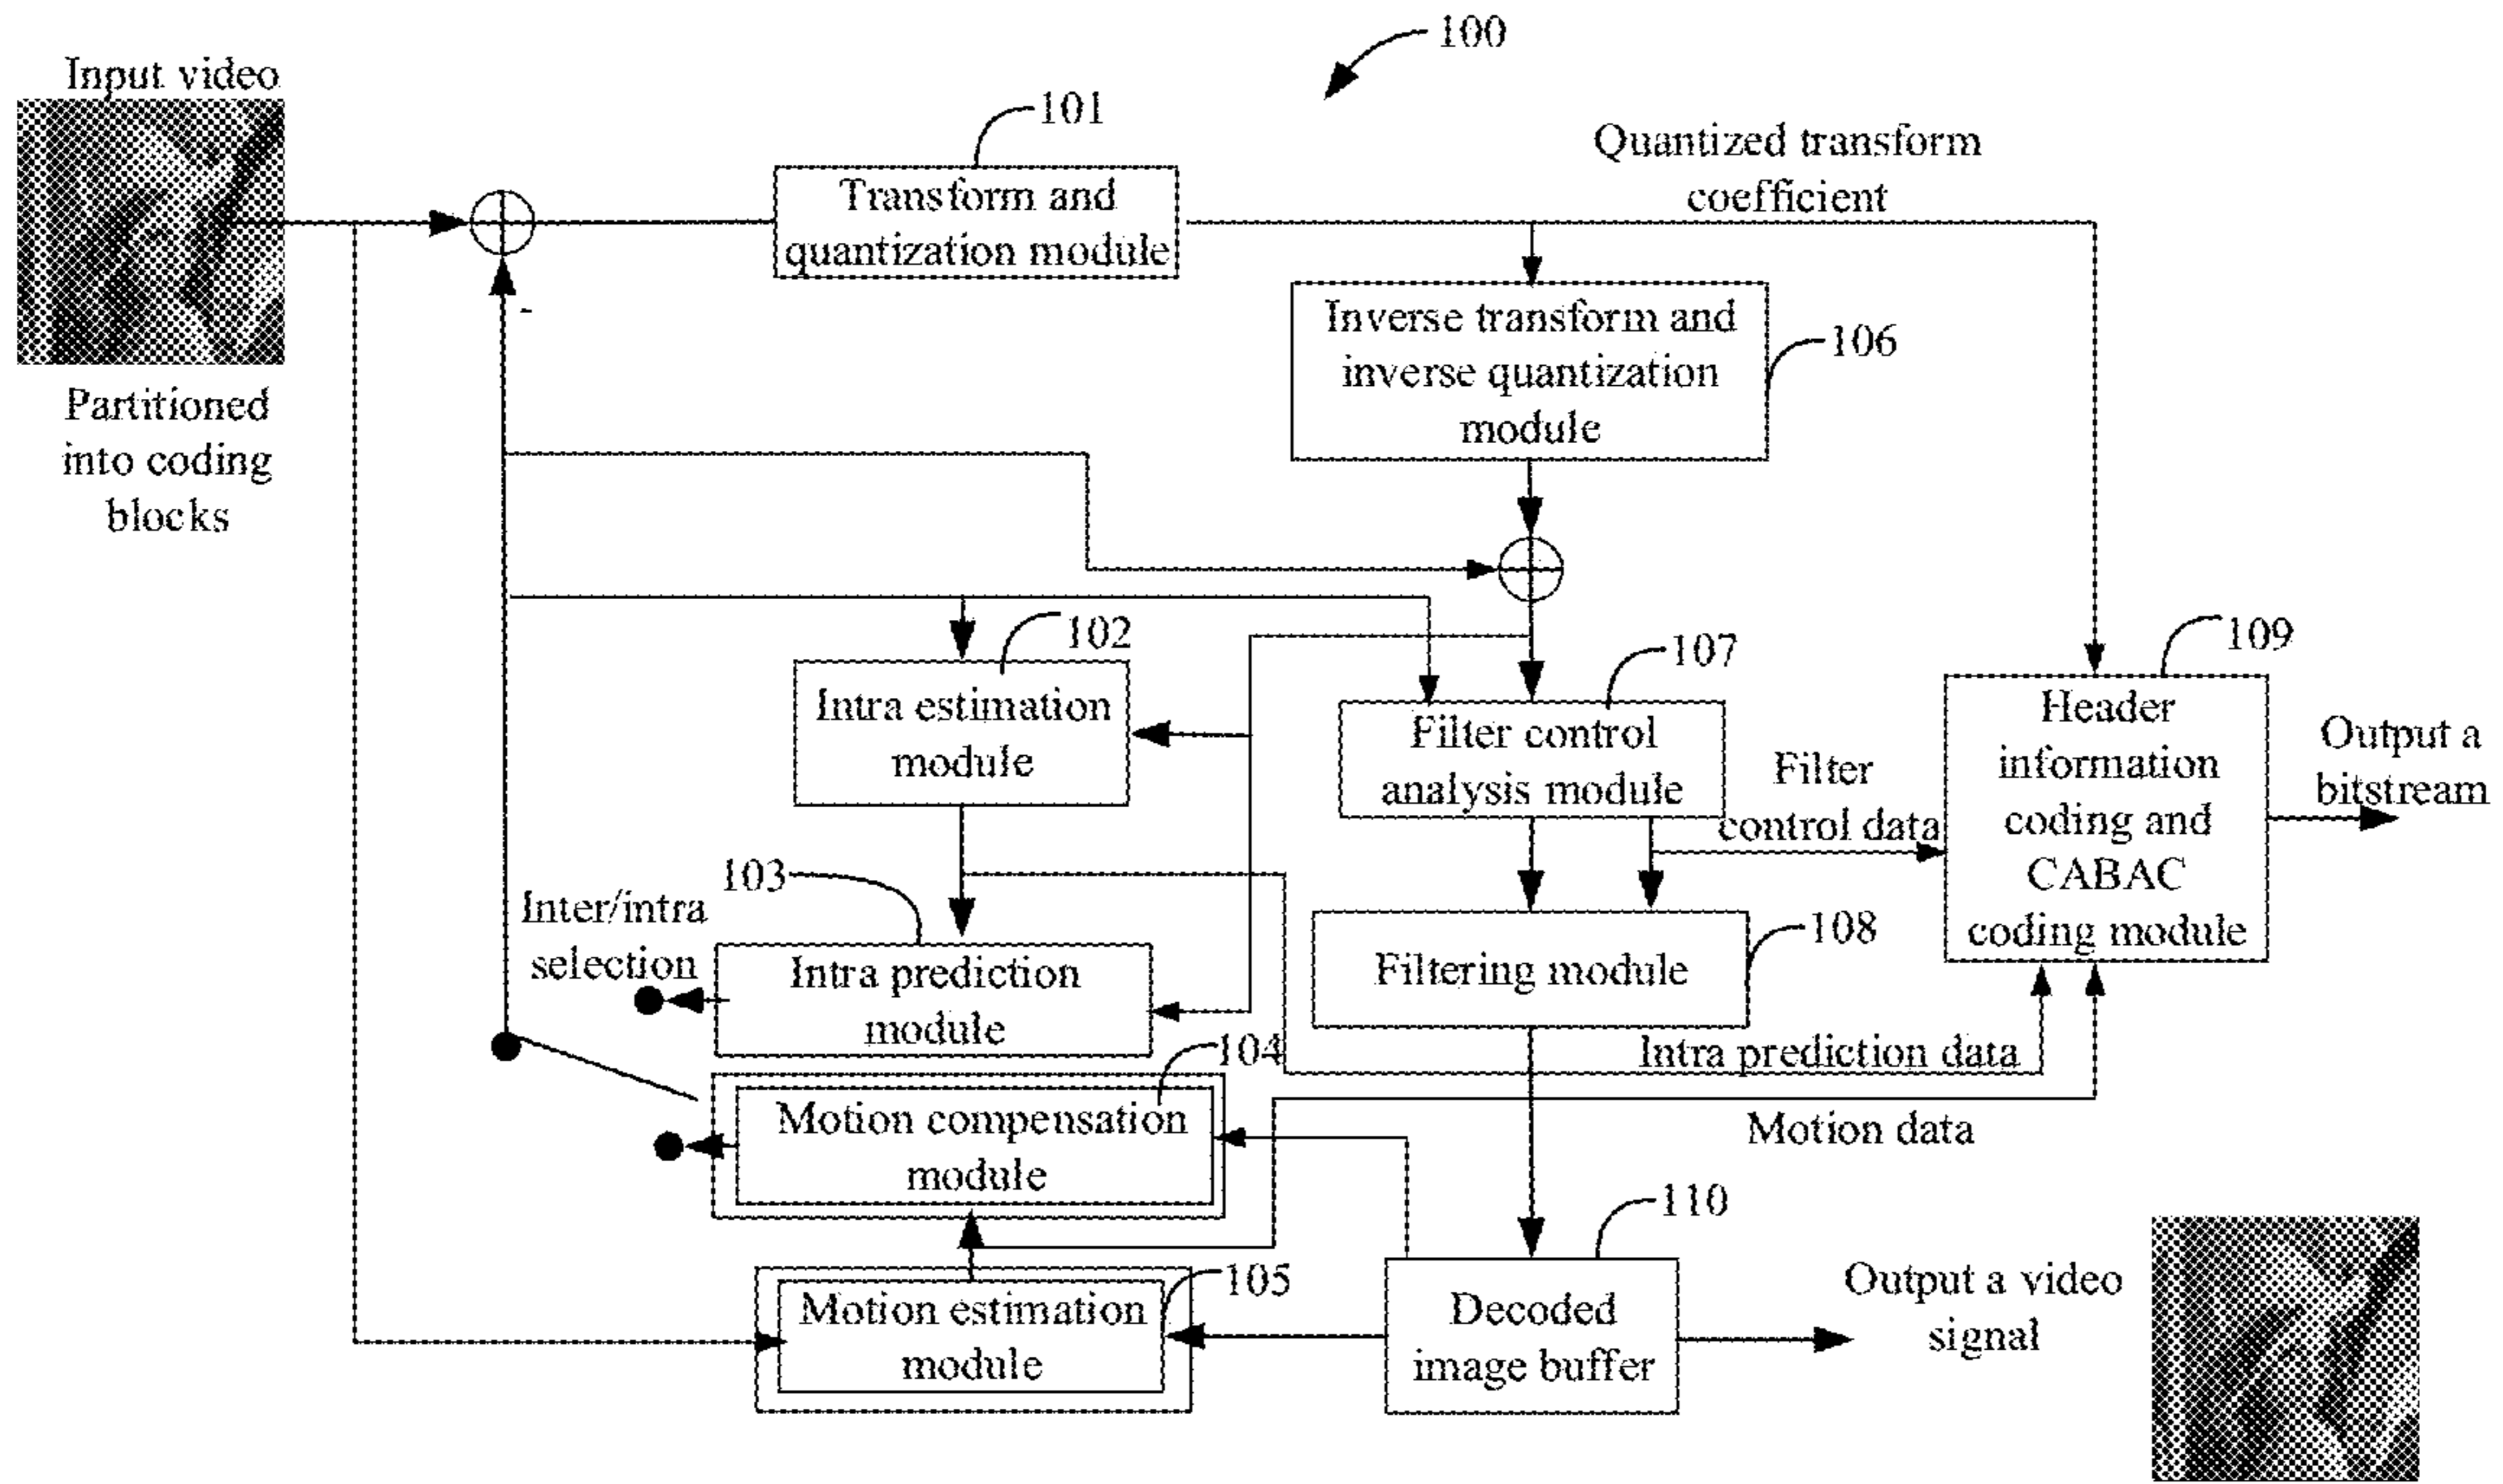 100
Input video
101
Transform and
quantization module
Quantized transform
coefficient
-
Inverse transform and
inverse quantization
module
106
Partitioned
into coding
blocks
102
Intra estimation
module
107
Filter control
analysis module
Filter
control data
109
Header
information
coding and
CABAC
coding module
Output a
bitstream
103
Inter/intra
selection
Intra prediction
module
108
Filtering module
Intra prediction data
104
Motion compensation
module
Motion data
110
105
Motion estimation
module
Decoded
image buffer
Output a video
signal